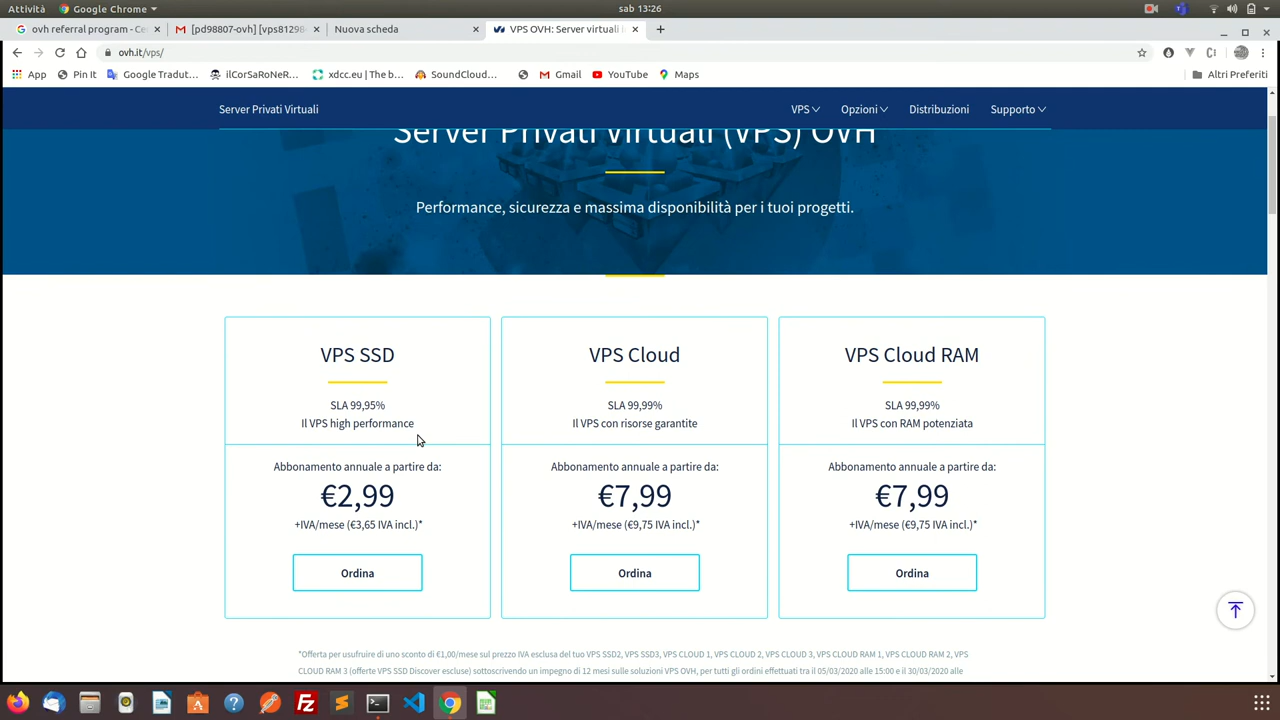 Attività
Google Chrome
sab 13:26
ovh referral program - Ce
[pd98807-ovh] [vps8129
Nuova scheda
VPS OVH: Server virtuali
ovh.it/vps/
App
Pin It
Google Tradut...
ilCorSaRoNeR...
xdcc.eu | The b...
SoundCloud...
Gmail
YouTube
Maps
Altri Preferiti
Server Privati Virtuali
VPS
Opzioni
Distribuzioni
Supporto
Server Privati Virtuali (VPS) OVH
Performance, sicurezza e massima disponibilità per i tuoi progetti.
VPS SSD
SLA 99,95%
Il VPS high performance
Abbonamento annuale a partire da:
€2,99
+IVA/mese (€3,65 IVA incl.)*
Ordina
VPS Cloud
SLA 99,99%
Il VPS con risorse garantite
Abbonamento annuale a partire da:
€7,99
+IVA/mese (€9,75 IVA incl.)*
Ordina
VPS Cloud RAM
SLA 99,99%
Il VPS con RAM potenziata
Abbonamento annuale a partire da:
€7,99
+IVA/mese (€9,75 IVA incl.)*
Ordina
*Offerta per usufruire di uno sconto di €1,00/mese sul prezzo IVA esclusa del tuo VPS SSD2, VPS SSD3, VPS CLOUD 1, VPS CLOUD 2, VPS CLOUD 3, VPS CLOUD RAM 1, VPS CLOUD RAM 2, VPS
CLOUD RAM 3 (offerte VPS SSD Discover escluse) sottoscrivendo un impegno di 12 mesi sulle soluzioni VPS OVH, per tutti gli ordini effettuati tra il 05/03/2020 alle 15:00 e il 30/03/2020 alle